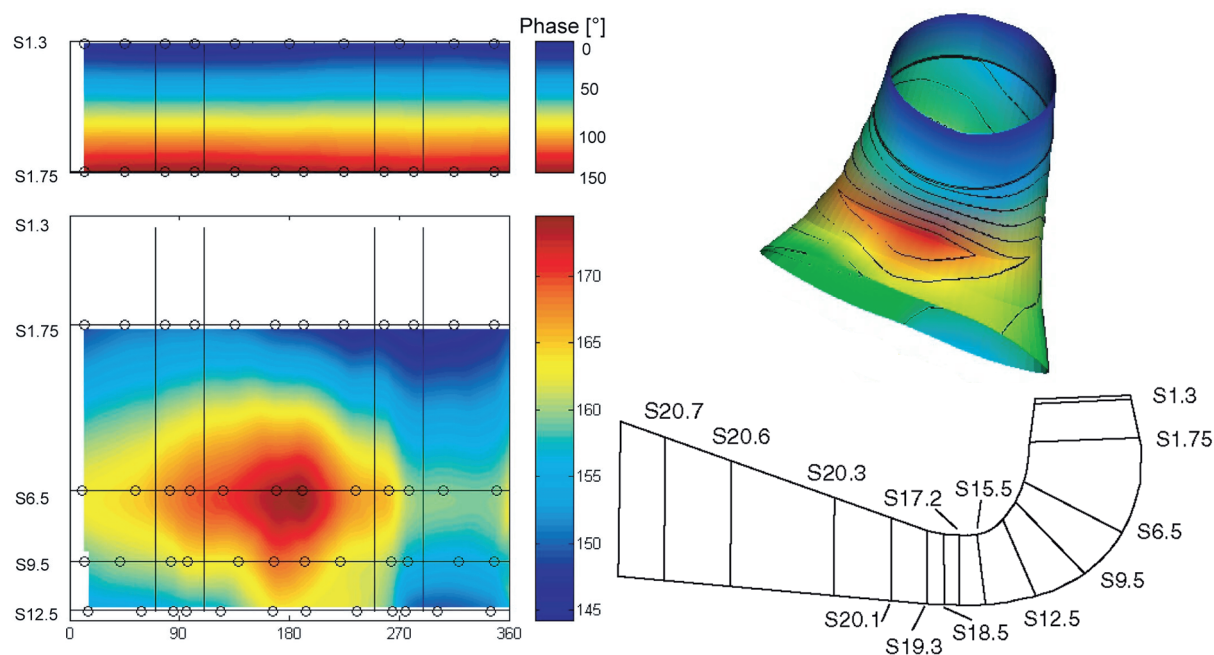 Phase [°]
S1.3
S1.75
0
50
100
150
S1.3
S1.75
S6.5
S9.5
S12.5
0
90
180
270
360
170
165
160
155
150
145
S1.3
S1.75
S6.5
S9.5
S12.5
S15.5
S17.2
S18.5
S19.3
S20.1
S20.3
S20.6
S20.7